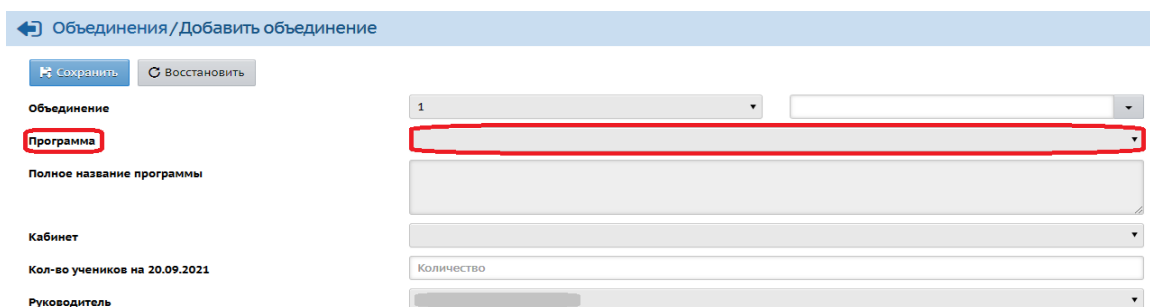 Объединения/Добавить объединение
Сохранить Восстановить
Объединение 1
Программа
Полное название программы
Кабинет
Кол-во учеников на 20.09.2021 Количество
Руководитель